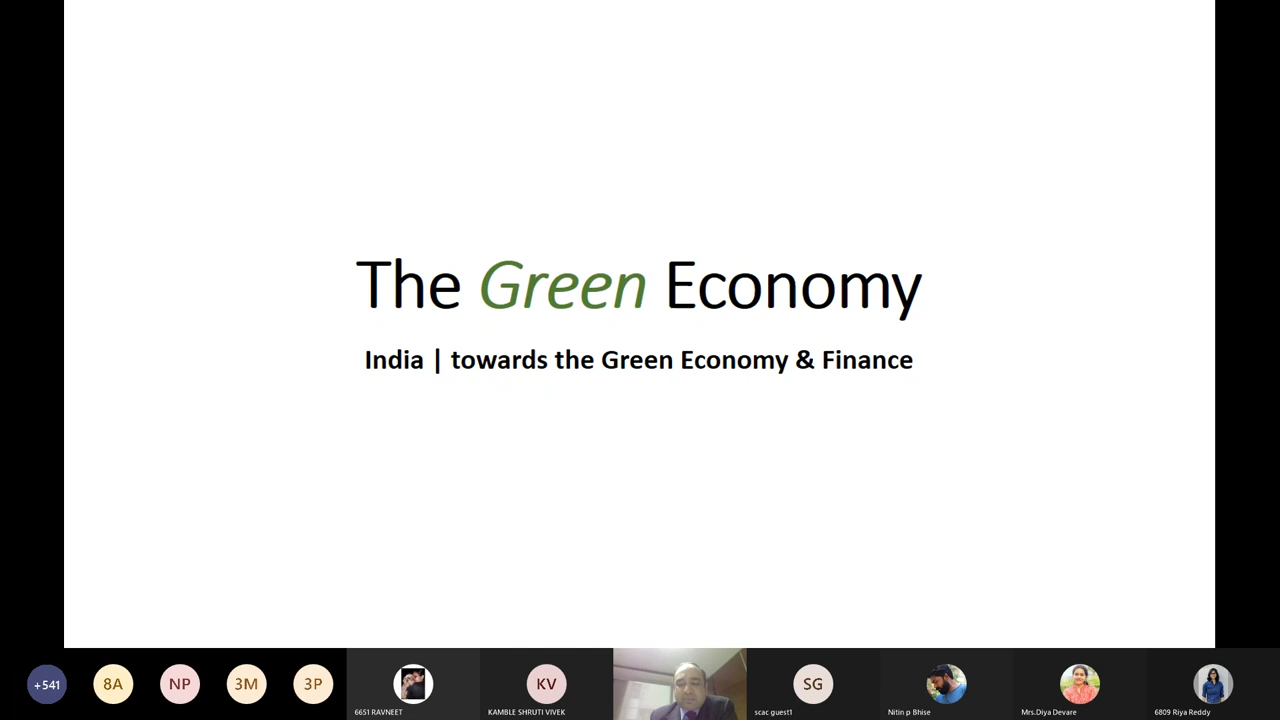 The Green Economy
India | towards the Green Economy & Finance
+541
8A
NP
3M
3P
6651 RAVNEET
KV
KAMBLE SHRUTI VIVEK
SG
scac guest1
Nitin p Bhise
Mrs.Diya Devare
6809 Riya Reddy